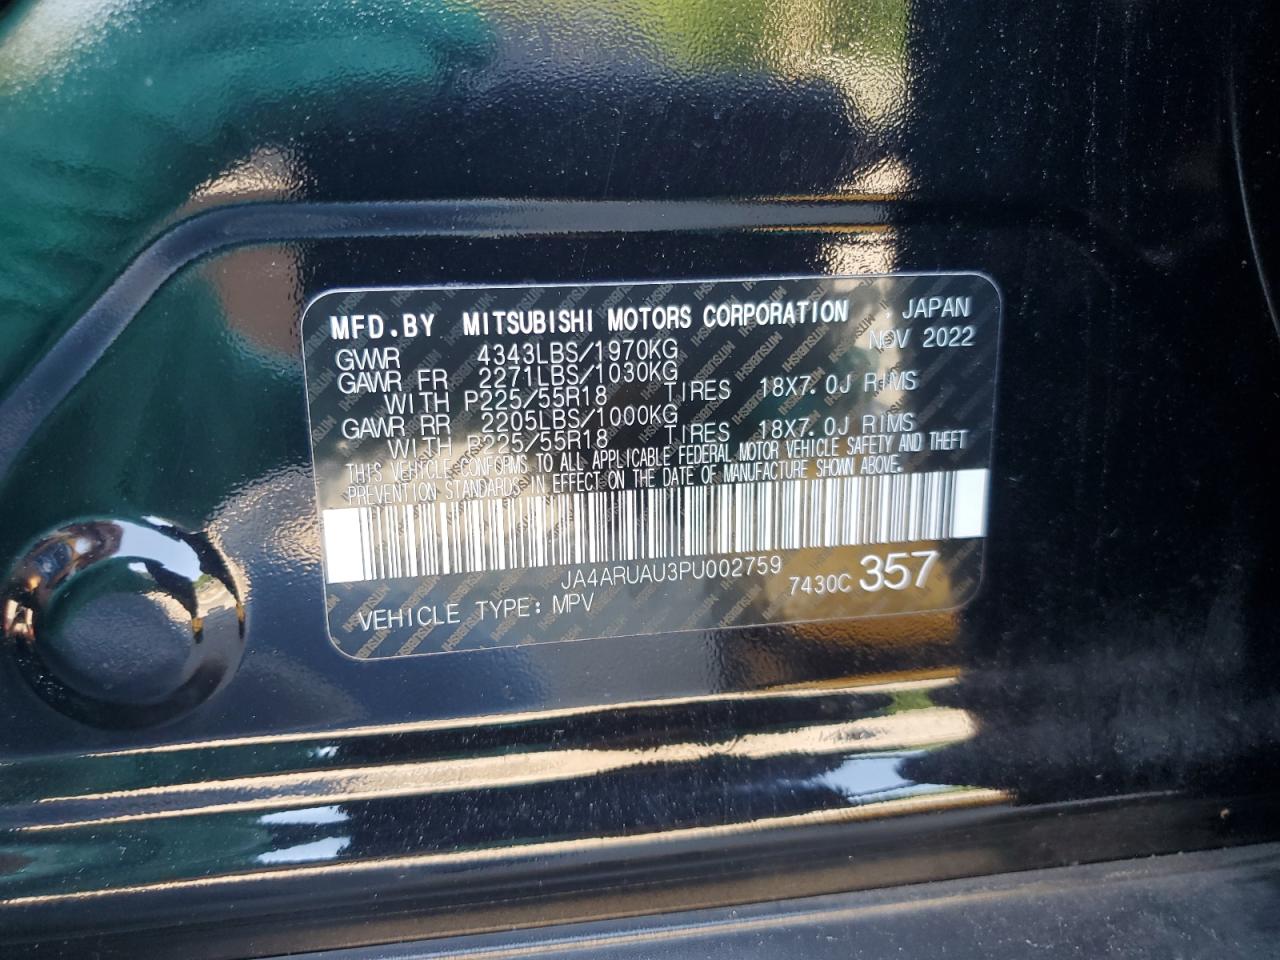 MFD.BY MITSUBISHI MOTORS CORPORATION , JAPAN
NOV 2022
GVWR 4343LBS/1970KG
GAWR FR 2271LBS/1030KG
WITH P225/55R18 TIRES 18X7.0J RIMS
GAWR RR 2205LBS/1000KG
WITH P225/55R18 TIRES 18X7.0J RIMS
THIS VEHICLE CONFORMS TO ALL APPLICABLE FEDERAL MOTOR VEHICLE SAFETY AND THEFT
PREVENTION STANDARDS IN EFFECT ON THE DATE OF MANUFACTURE SHOWN ABOVE.
JA4ARUAU3PU002759
VEHICLE TYPE: MPV 7430C 357